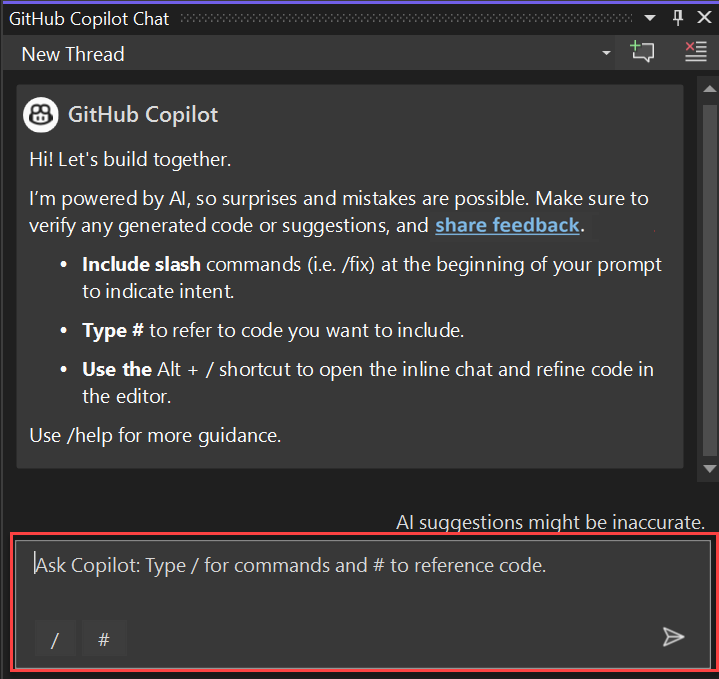 GitHub Copilot Chat
New Thread
GitHub Copilot
Hi! Let's build together.
I’m powered by AI, so surprises and mistakes are possible. Make sure to
verify any generated code or suggestions, and share feedback.
• Include slash commands (i.e. /fix) at the beginning of your prompt
to indicate intent.
• Type # to refer to code you want to include.
• Use the Alt + / shortcut to open the inline chat and refine code in
the editor.
Use /help for more guidance.
AI suggestions might be inaccurate.
Ask Copilot: Type / for commands and # to reference code.
/ #